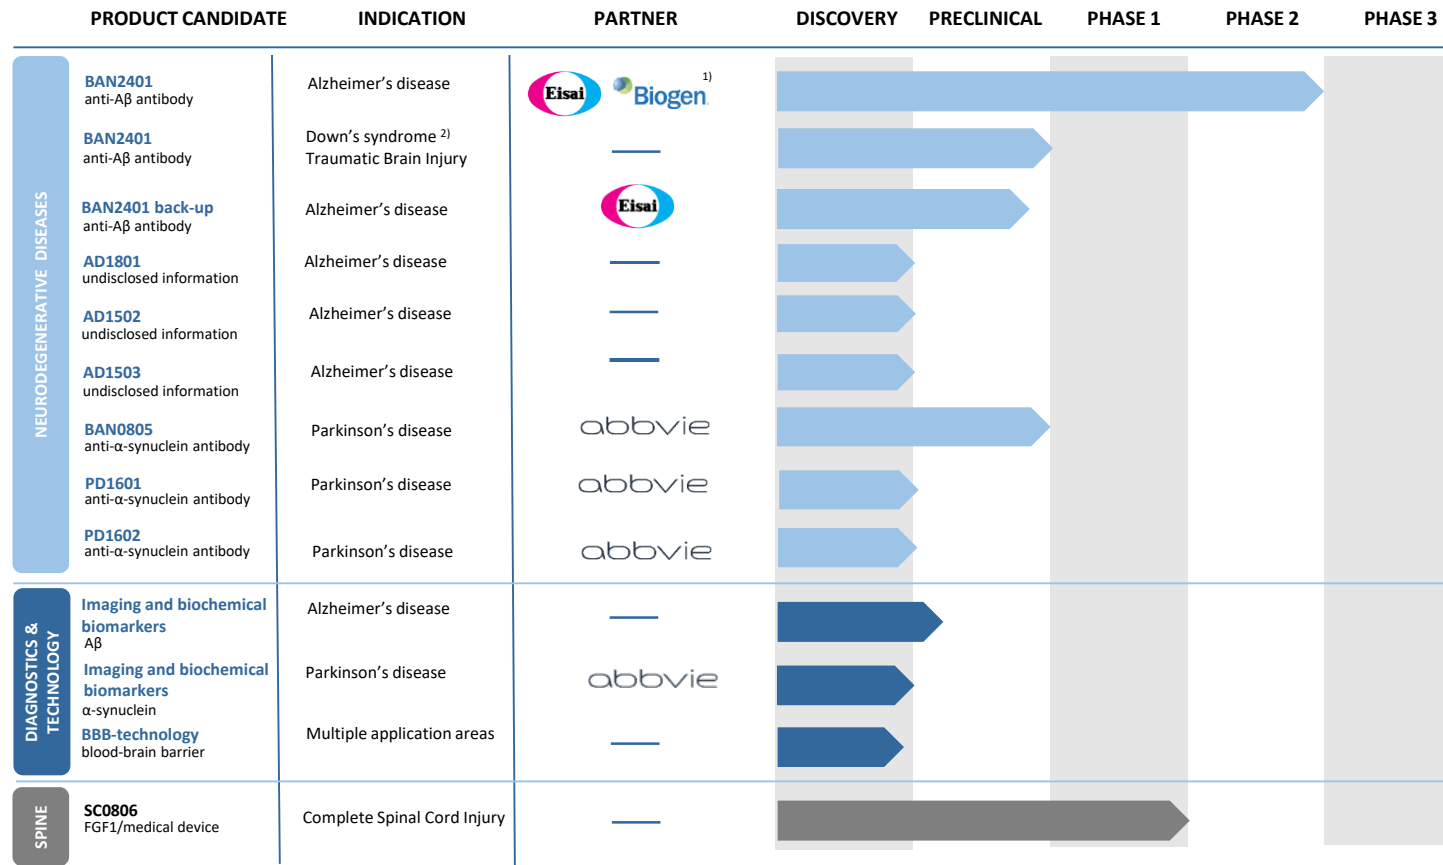 PRODUCT CANDIDATE INDICATION PARTNER DISCOVERY PRECLINICAL PHASE 1 PHASE 2 PHASE 3
NEURODEGENERATIVE DISEASES
BAN2401
anti-Aβ antibody
Alzheimer’s disease
Eisai
Biogen.
1)
BAN2401
anti-Aβ antibody
Down’s syndrome 2)
Traumatic Brain Injury
BAN2401 back-up
anti-Aβ antibody
Alzheimer’s disease
Eisai
AD1801
undisclosed information
Alzheimer’s disease
AD1502
undisclosed information
Alzheimer’s disease
AD1503
undisclosed information
Alzheimer’s disease
BAN0805
anti-α-synuclein antibody
Parkinson’s disease
abbvie
PD1601
anti-α-synuclein antibody
Parkinson’s disease
abbvie
PD1602
anti-α-synuclein antibody
Parkinson’s disease
abbvie
DIAGNOSTICS &
TECHNOLOGY
Imaging and biochemical
biomarkers
Aβ
Alzheimer’s disease
Imaging and biochemical
biomarkers
α-synuclein
Parkinson’s disease
abbvie
BBB-technology
blood-brain barrier
Multiple application areas
SPINE
SC0806
FGF1/medical device
Complete Spinal Cord Injury